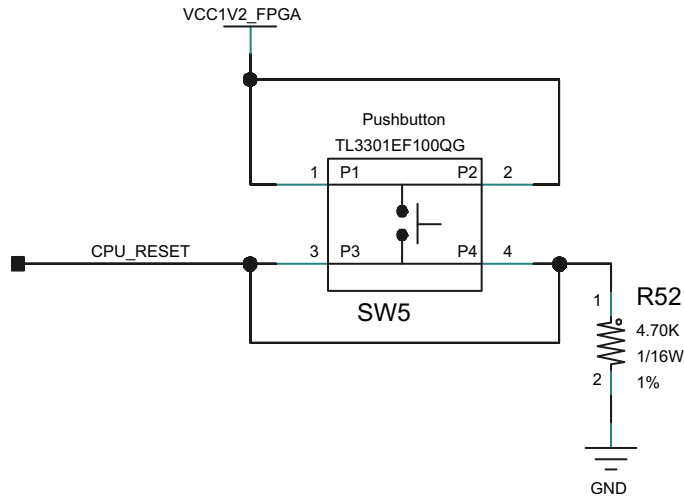 VCC1V2_FPGA
Pushbutton
TL3301EF100QG
1 P1 P2 2
CPU_RESET 3 P3 P4 4
SW5
1 R52
4.70K
1/16W
2 1%
GND